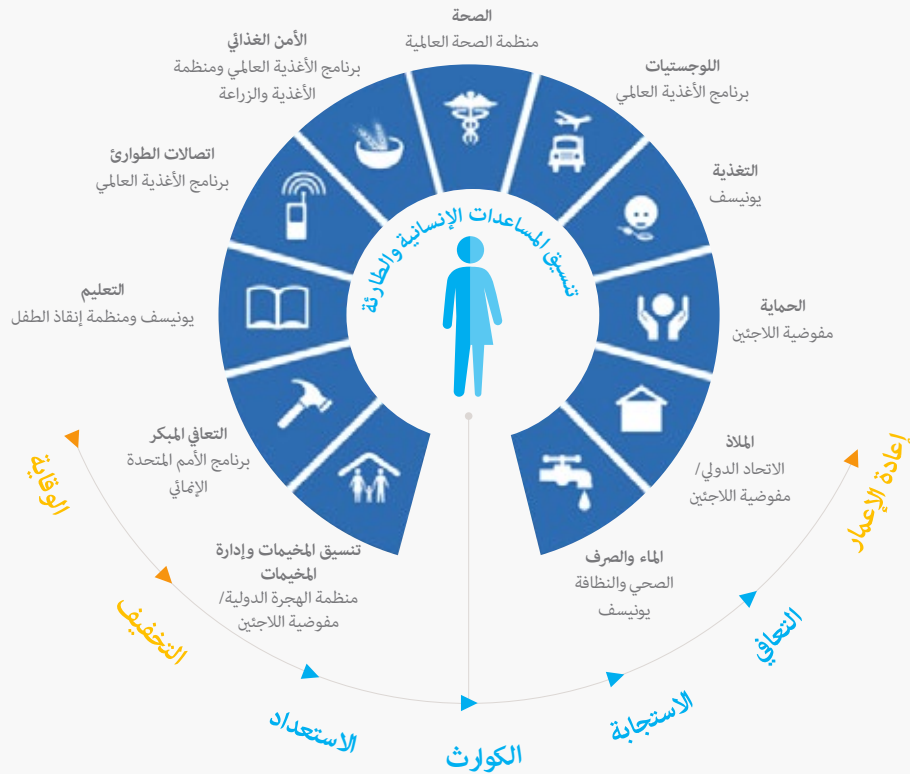 الصحة
منظمة الصحة العالمية
اللوجستيات
برنامج الأغذية العالمي
التغذية
يونيسف
الحماية
مفوضية اللاجئين
الملاذ
الاتحاد الدولي/
مفوضية اللاجئين
الماء والصرف
الصحي والنظافة
يونيسف
تنسيق المخيمات وإدارة
المخيمات
منظمة الهجرة الدولية/
مفوضية اللاجئين
التعافي المبكر
برنامج الأمم المتحدة
الإنمائي
التعليم
يونيسف ومنظمة إنقاذ الطفل
اتصالات الطوارئ
برنامج الأغذية العالمي
الأمن الغذائي
برنامج الأغذية العالمي ومنظمة
الأغذية والزراعة
تنسيق المساعدات الإنسانية والطارئة
الوقاية
التخفيف
الاستعداد
الكوارث
الاستجابة
التعافي
إعادة الإعمار